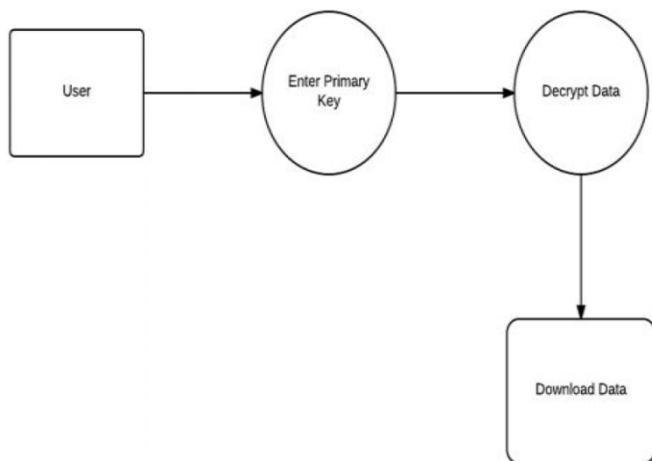 User
Enter Primary
Key
Decrypt Data
Download Data